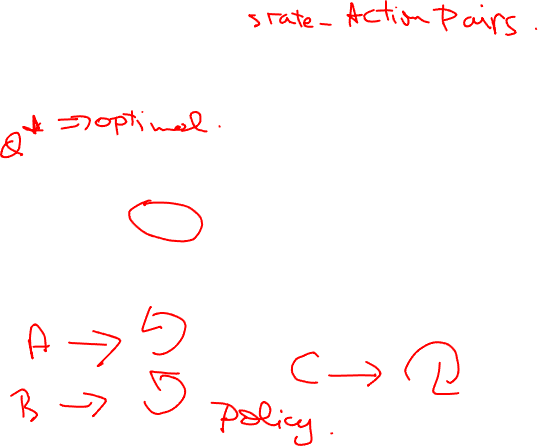 state-Action Pairs.
Q* ⇒ optimal.
A →
B →
C →
Policy.